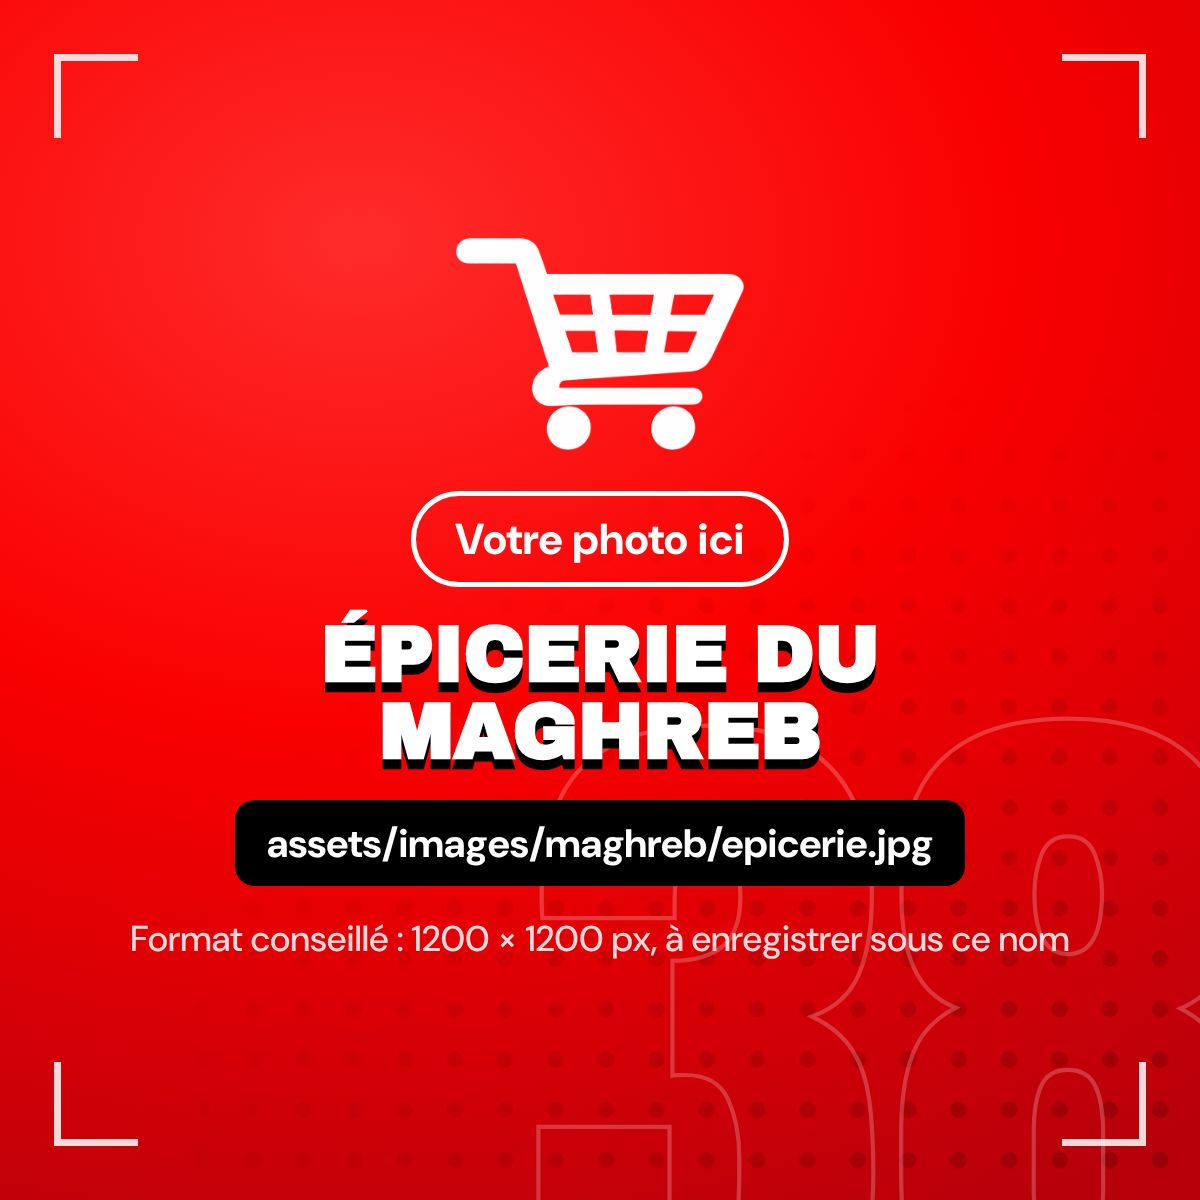 Votre photo ici
ÉPICERIE DU
MAGHREB
assets/images/maghreb/epicerie.jpg
Format conseillé : 1200 × 1200 px, à enregistrer sous ce nom
38